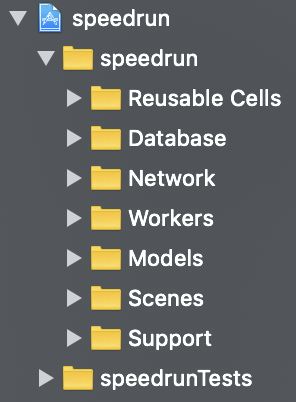 speedrun
speedrun
Reusable Cells
Database
Network
Workers
Models
Scenes
Support
speedrunTests